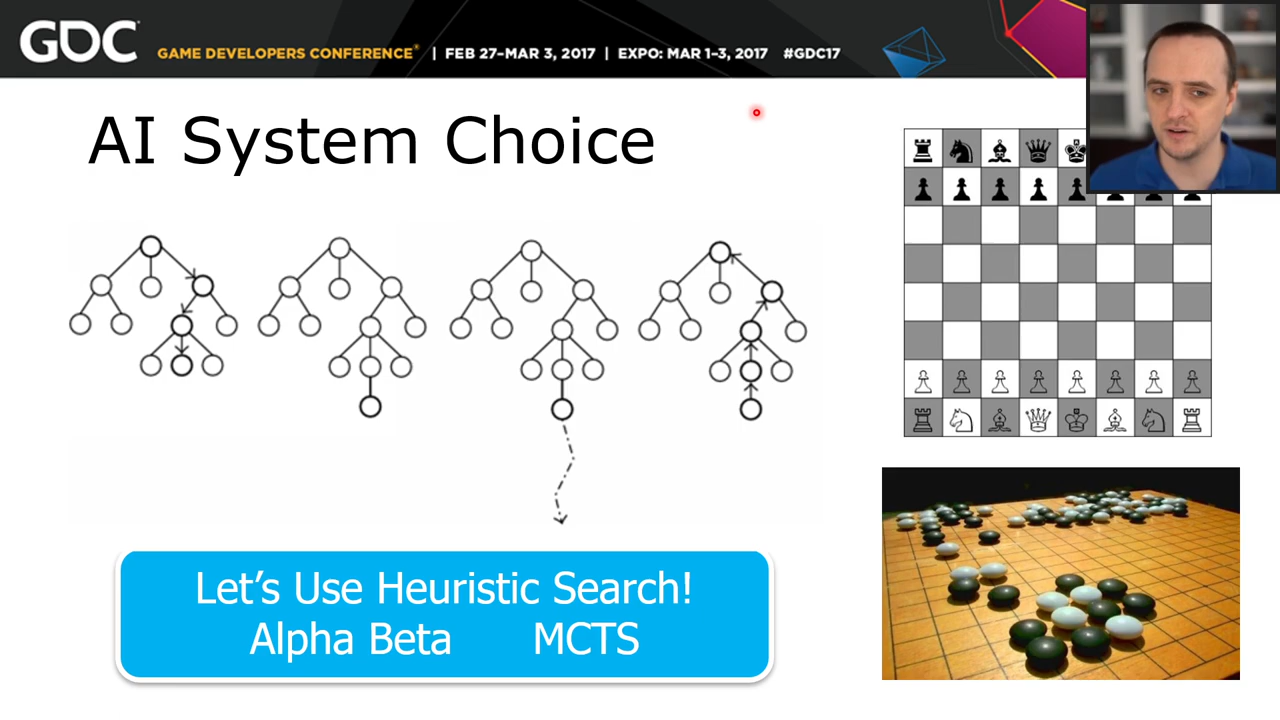 GDC GAME DEVELOPERS CONFERENCE® | FEB 27–MAR 3, 2017 | EXPO: MAR 1–3, 2017 #GDC17
AI System Choice
Let’s Use Heuristic Search!
Alpha Beta MCTS